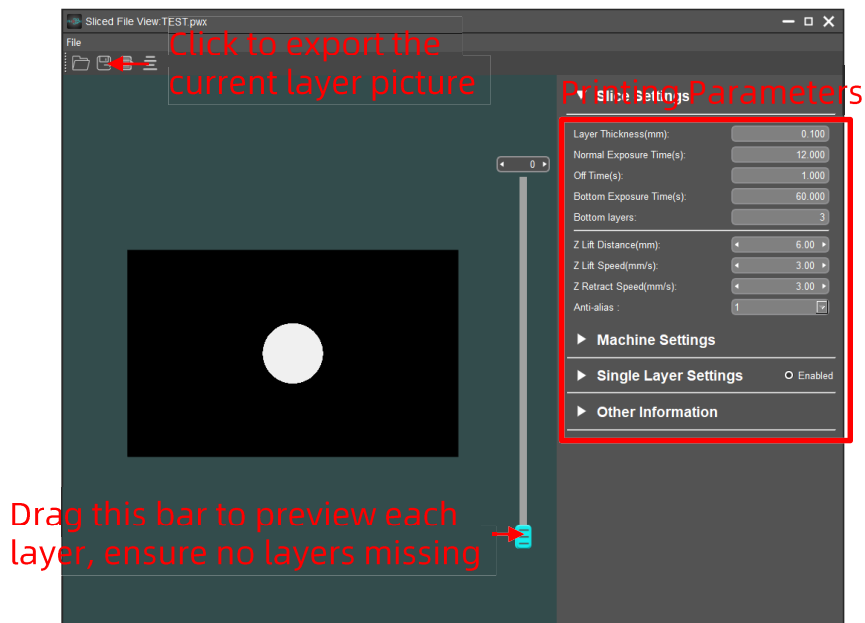 Sliced File View:TEST.pwx
File
Click to export the
current layer picture
Printing Parameters
Slice Settings
Layer Thickness(mm): 0.100
Normal Exposure Time(s): 12.000
Off Time(s): 1.000
Bottom Exposure Time(s): 60.000
Bottom layers: 3
0
Z Lift Distance(mm): 6.00
Z Lift Speed(mm/s): 3.00
Z Retract Speed(mm/s): 3.00
Anti-alias : 1
Machine Settings
Single Layer Settings Enabled
Other Information
Drag this bar to preview each
layer, ensure no layers missing